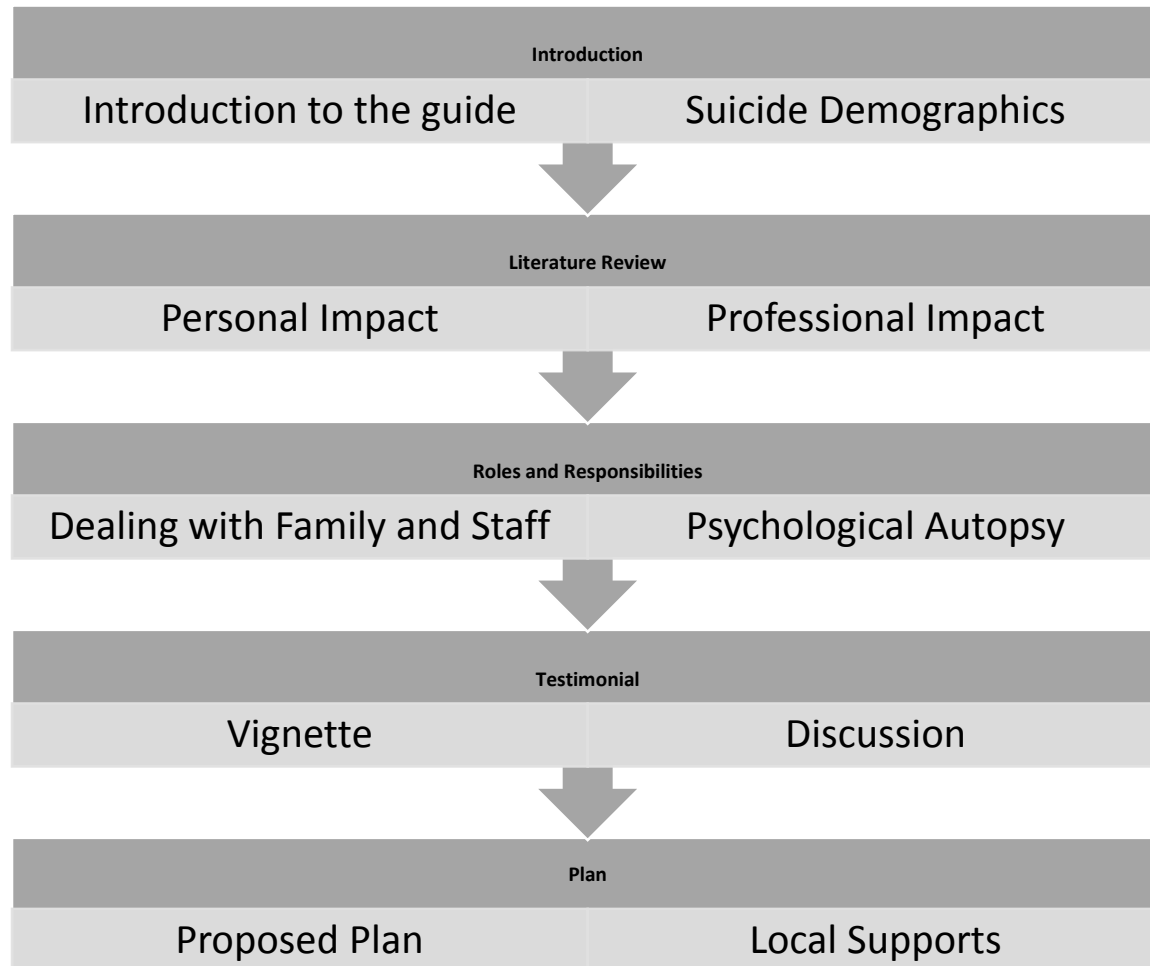 Introduction
Introduction to the guide
Suicide Demographics
Literature Review
Personal Impact
Professional Impact
Roles and Responsibilities
Dealing with Family and Staff
Psychological Autopsy
Testimonial
Vignette
Discussion
Plan
Proposed Plan
Local Supports